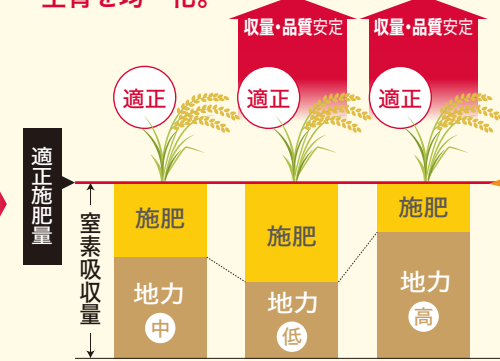 生育を均一化。
収量・品質安定
収量・品質安定
適正
適正
適正
適正施肥量
窒素吸収量
施肥
施肥
施肥
地力
中
地力
低
地力
高